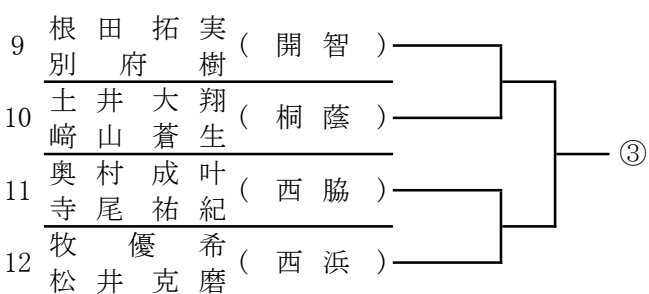 9 根田拓実 (開智)
別府樹
10 土井大翔 (桐蔭)
﨑山蒼生
11 奥村成叶 (西脇)
寺尾祐紀
12 牧優希 (西浜)
松井克磨
③